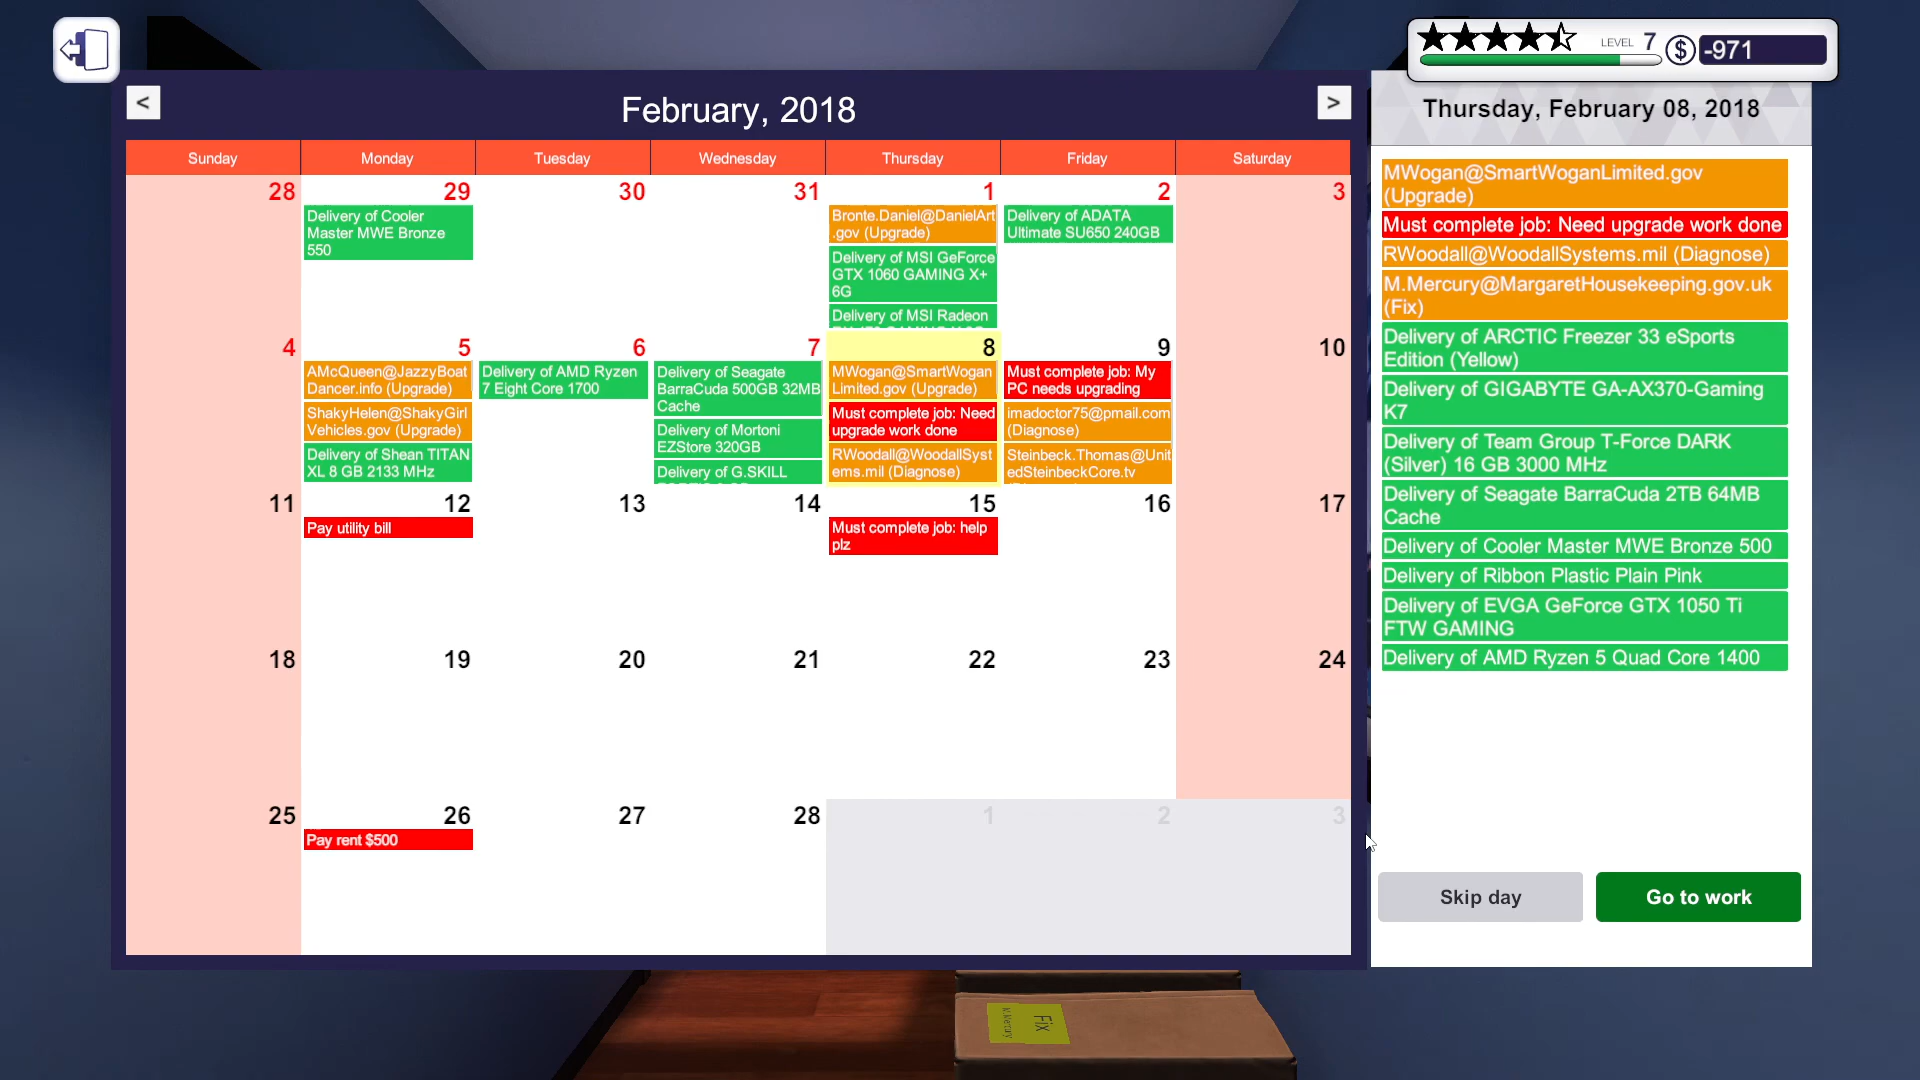 LEVEL 7
-971
<
February, 2018
>
Thursday, February 08, 2018
Sunday
Monday
Tuesday
Wednesday
Thursday
Friday
Saturday
28
29
30
31
1
2
3
Delivery of Cooler
Master MWE Bronze
550
Bronte.Daniel@DanielArt
.gov (Upgrade)
Delivery of MSI GeForce
GTX 1060 GAMING X+
6G
Delivery of MSI Radeon
Delivery of ADATA
Ultimate SU650 240GB
4
5
6
7
8
9
10
AMcQueen@JazzyBoat
Dancer.info (Upgrade)
ShakyHelen@ShakyGirl
Vehicles.gov (Upgrade)
Delivery of Shean TITAN
XL 8 GB 2133 MHz
Delivery of AMD Ryzen
7 Eight Core 1700
Delivery of Seagate
BarraCuda 500GB 32MB
Cache
Delivery of Mortoni
EZStore 320GB
Delivery of G.SKILL
MWogan@SmartWogan
Limited.gov (Upgrade)
Must complete job: Need
upgrade work done
RWoodall@WoodallSyst
ems.mil (Diagnose)
Must complete job: My
PC needs upgrading
imadoctor75@pmail.com
(Diagnose)
Steinbeck.Thomas@Unit
edSteinbeckCore.tv
11
12
13
14
15
16
17
Pay utility bill
Must complete job: help
plz
18
19
20
21
22
23
24
25
26
27
28
1
2
3
Pay rent $500
MWogan@SmartWoganLimited.gov
(Upgrade)
Must complete job: Need upgrade work done
RWoodall@WoodallSystems.mil (Diagnose)
M.Mercury@MargaretHousekeeping.gov.uk
(Fix)
Delivery of ARCTIC Freezer 33 eSports
Edition (Yellow)
Delivery of GIGABYTE GA-AX370-Gaming
K7
Delivery of Team Group T-Force DARK
(Silver) 16 GB 3000 MHz
Delivery of Seagate BarraCuda 2TB 64MB
Cache
Delivery of Cooler Master MWE Bronze 500
Delivery of Ribbon Plastic Plain Pink
Delivery of EVGA GeForce GTX 1050 Ti
FTW GAMING
Delivery of AMD Ryzen 5 Quad Core 1400
Skip day
Go to work
Fix
M.Mercury